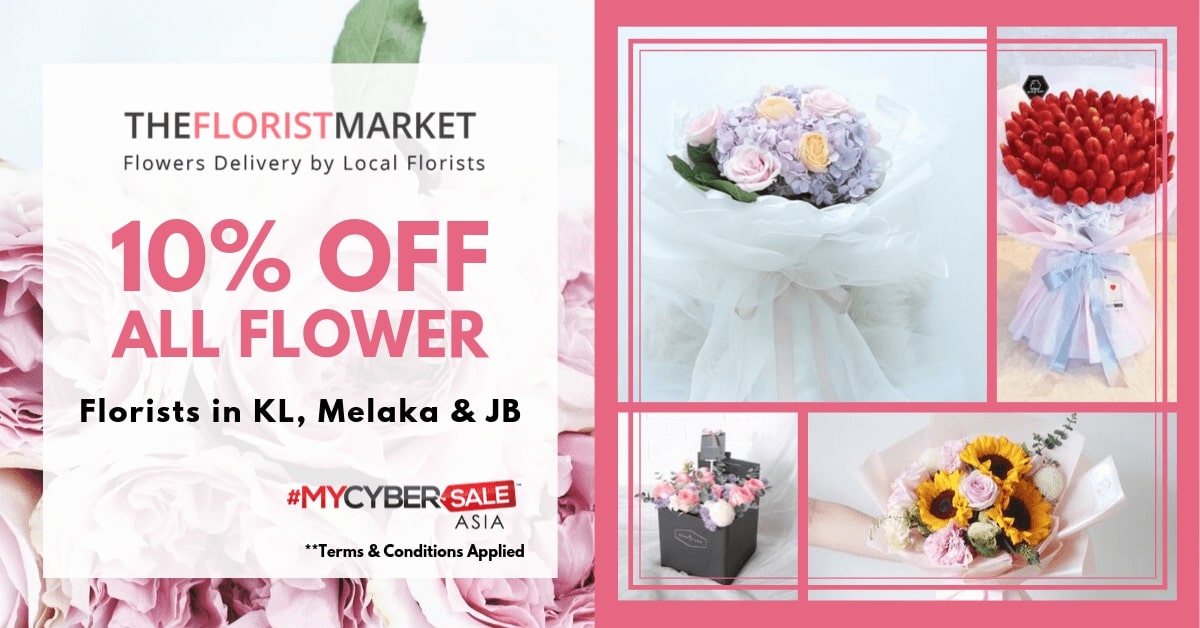 THEFLORISTMARKET
Flowers Delivery by Local Florists
10% OFF
ALL FLOWER
Florists in KL, Melaka & JB
#MYCYBERSALE™
ASIA
**Terms & Conditions Applied